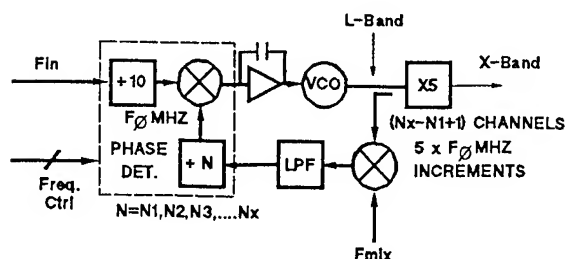 L-Band
Fin
+10
VCO
X5
X-Band
FØ MHZ
PHASE
DET.
+ N
LPF
(Nx-N1+1) CHANNELS
5 x FØ MHZ
INCREMENTS
Freq.
Ctrl
N=N1,N2,N3,....Nx
Fmix